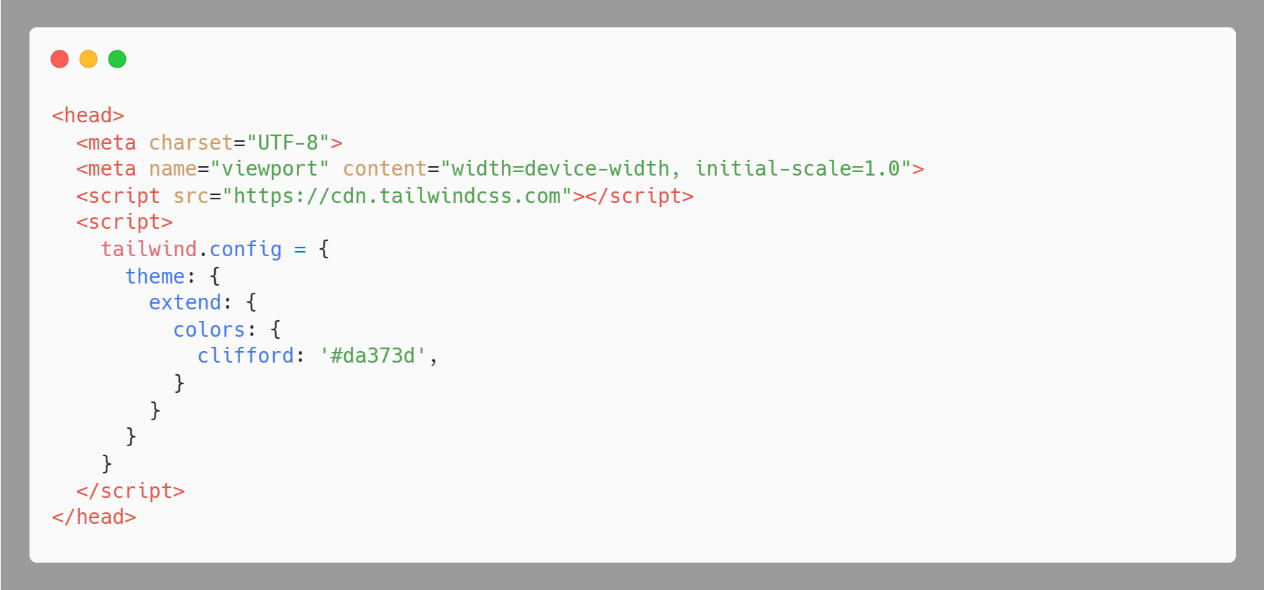 <head>
  <meta charset="UTF-8">
  <meta name="viewport" content="width=device-width, initial-scale=1.0">
  <script src="https://cdn.tailwindcss.com"></script>
  <script>
    tailwind.config = {
      theme: {
        extend: {
          colors: {
            clifford: '#da373d',
          }
        }
      }
    }
  </script>
</head>